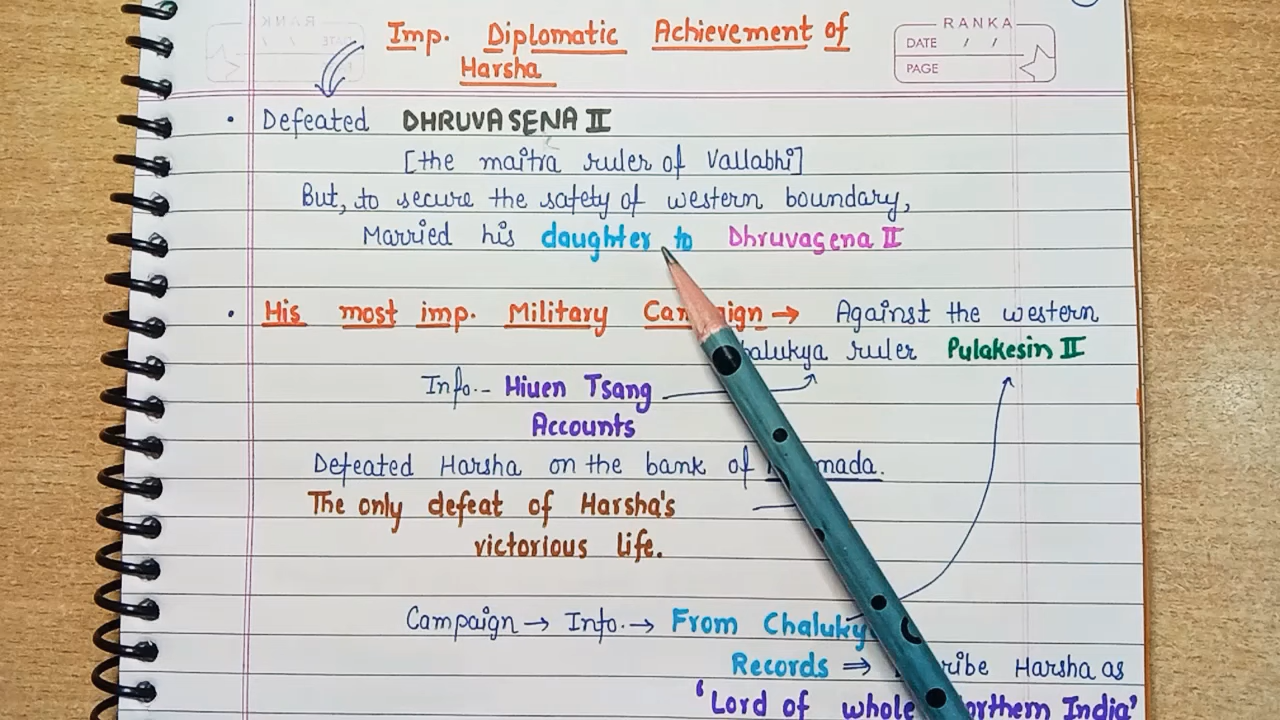 Imp. Diplomatic Achievement of
Harsha
RANKA
DATE / /
PAGE
• Defeated DHRUVASENA II
[the maitra ruler of Vallabhi]
But, to secure the safety of western boundary,
Married his daughter to Dhruvasena II
• His most imp. Military → Against the western
ruler Pulakesin II
Info.- Hiuen Tsang
Accounts
Defeated Harsha on the bank of
The only defeat of Harsha's
victorious life.
Campaign → Info. → From
Records ⇒ Harsha as
'Lord of whole India'